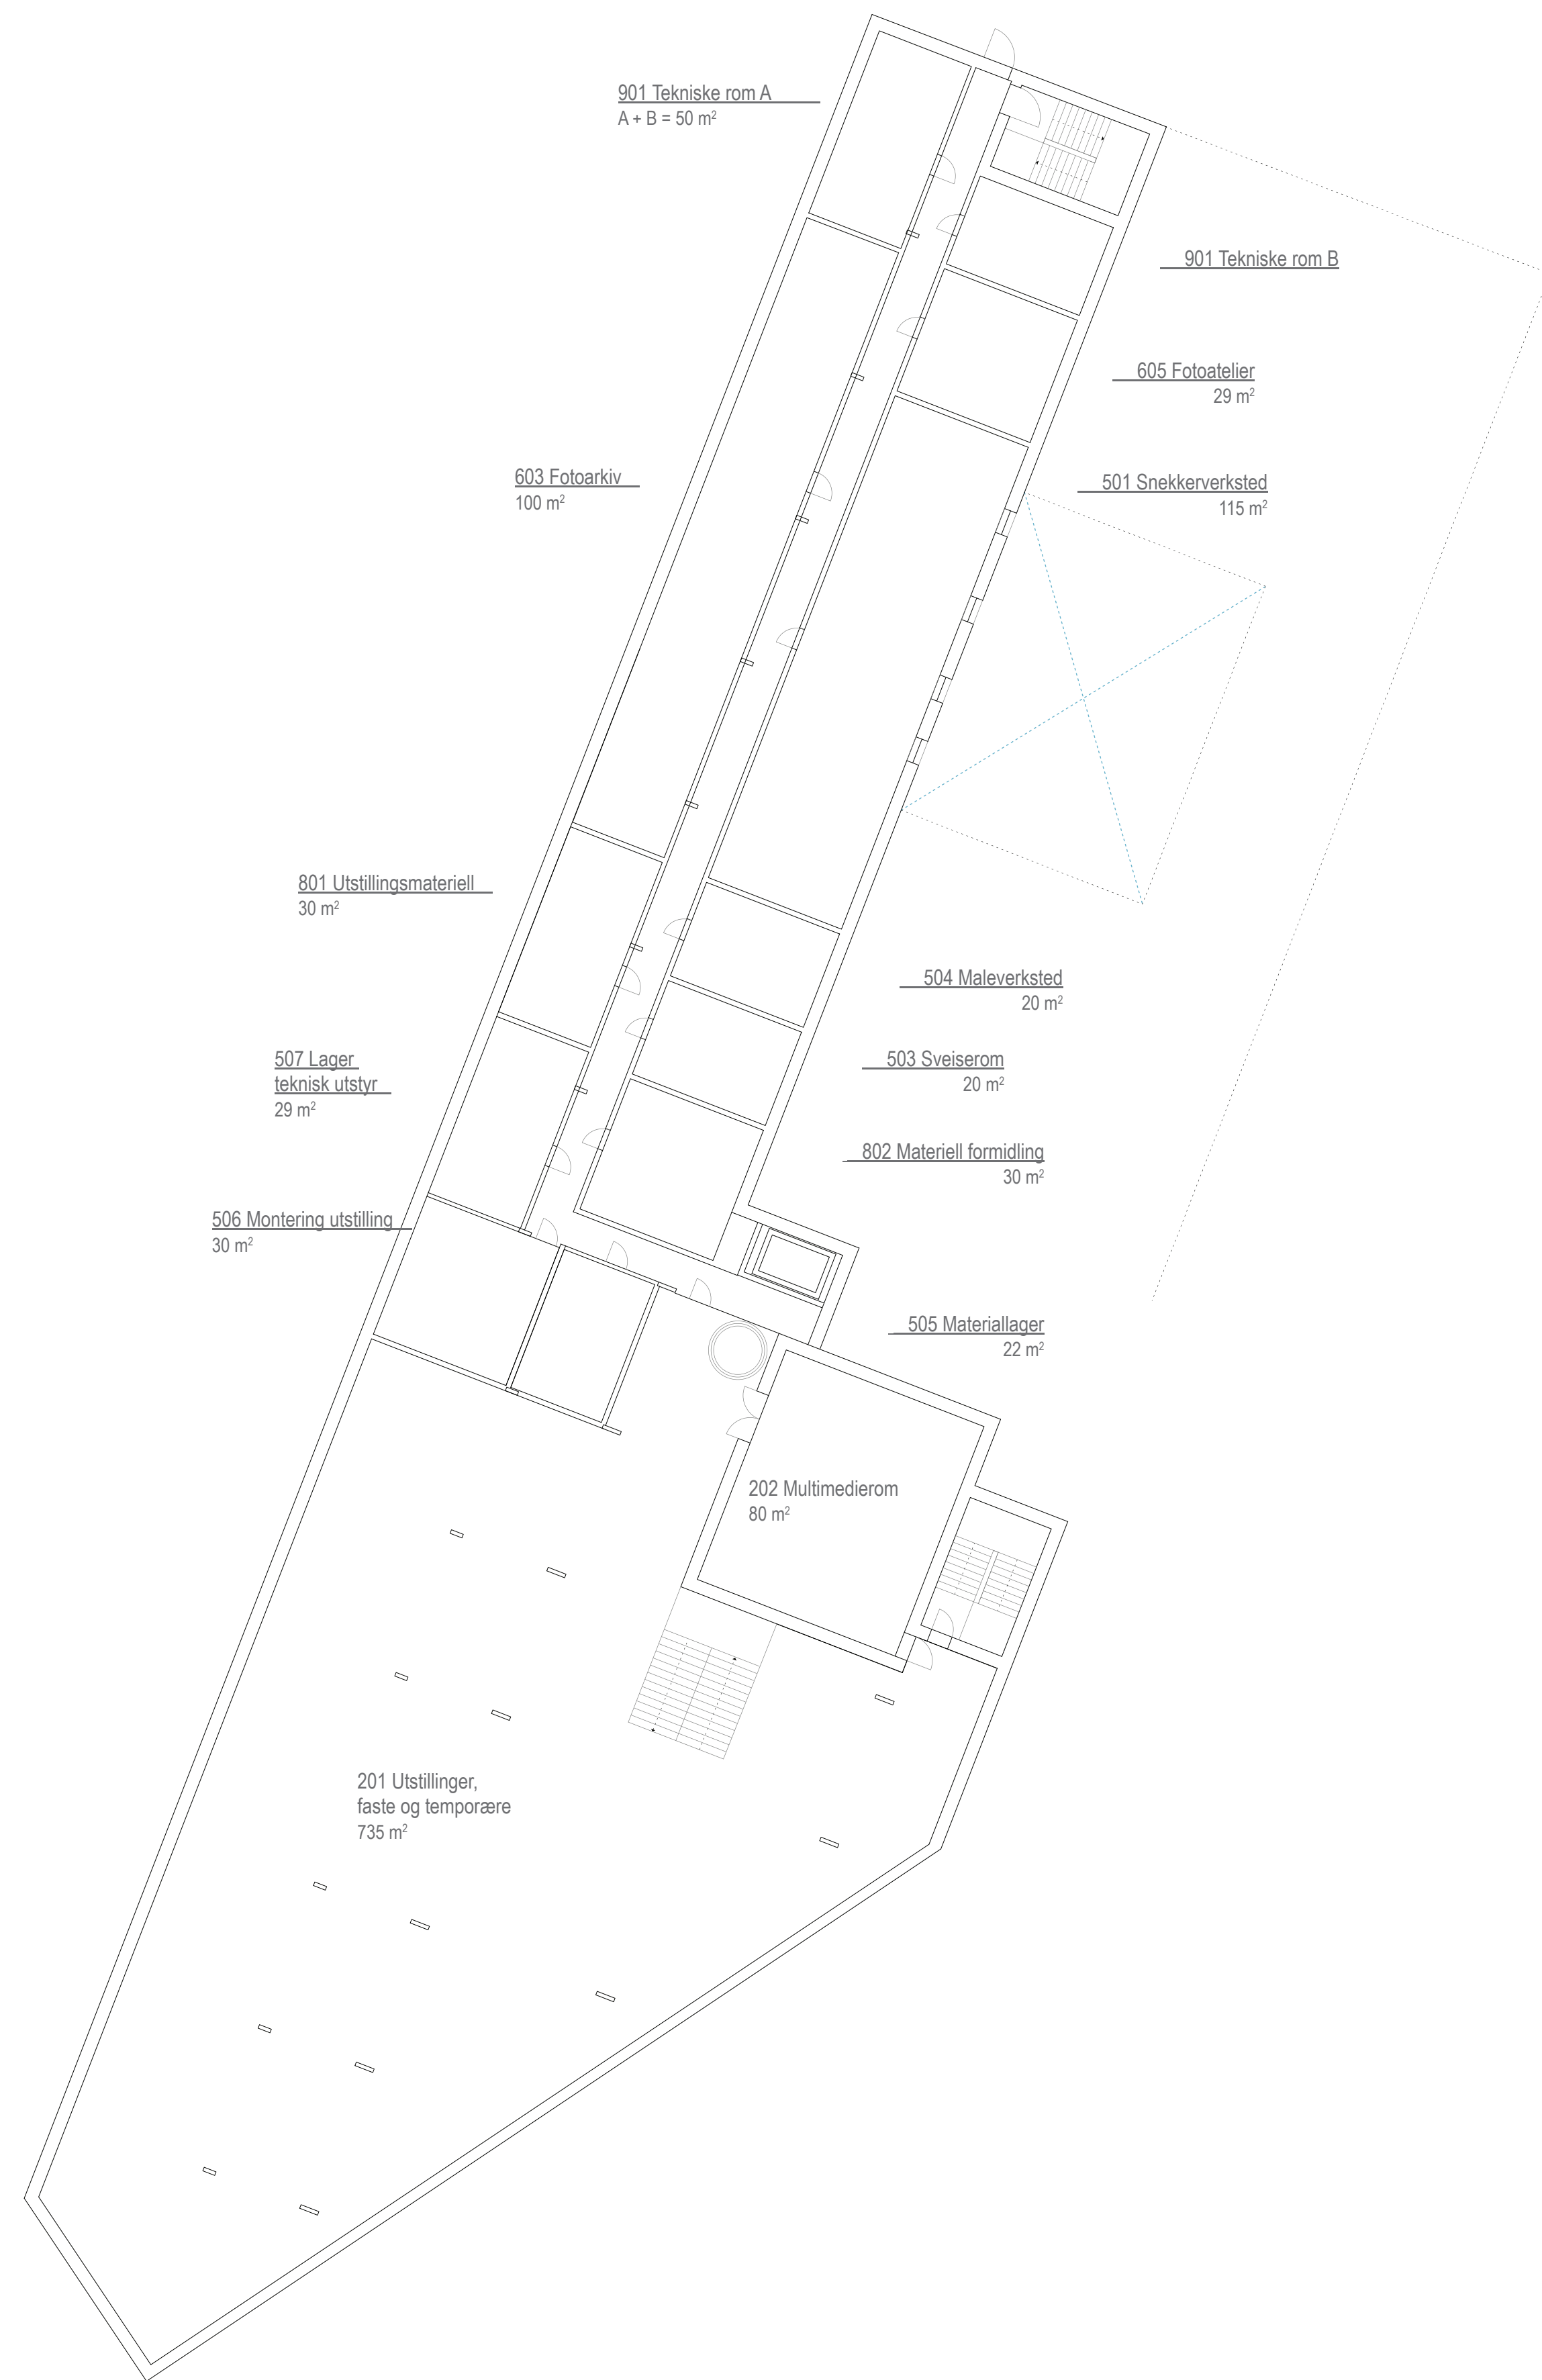 901 Tekniske rom A
A + B = 50 m²
901 Tekniske rom B
605 Fotoatelier
29 m²
603 Fotoarkiv
100 m²
501 Snekkerverksted
115 m²
801 Utstillingsmateriell
30 m²
504 Maleverksted
20 m²
507 Lager
teknisk utstyr
29 m²
503 Sveiserom
20 m²
802 Materiell formidling
30 m²
506 Montering utstilling
30 m²
505 Materiallager
22 m²
202 Multimedierom
80 m²
201 Utstillinger,
faste og temporære
735 m²